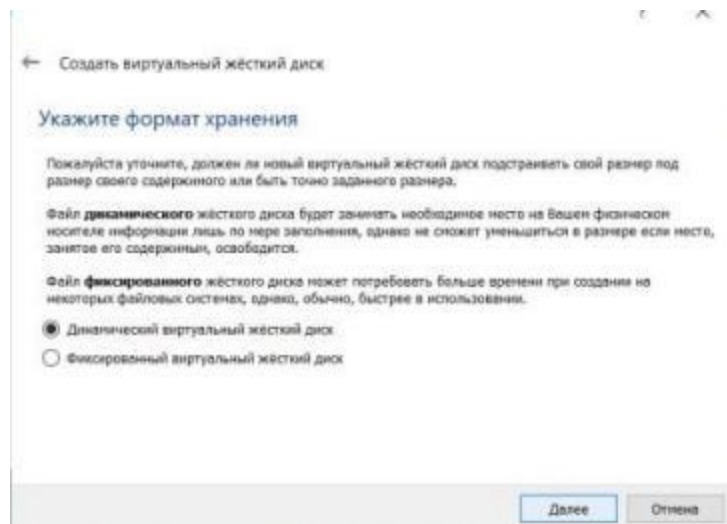 ← Создать виртуальный жёсткий диск
Укажите формат хранения
Пожалуйста уточните, должен ли новый виртуальный жёсткий диск подстраивать свой размер под
размер своего содержимого или быть точно заданного размера.
Файл динамического жёсткого диска будет занимать необходимое место на Вашем физическом
носителе информации лишь по мере заполнения, однако не сможет уменьшиться в размере если место,
занятое его содержимым, освободится.
Файл фиксированного жёсткого диска может потребовать больше времени при создании на
некоторых файловых системах, однако, обычно, быстрее в использовании.
Динамический виртуальный жёсткий диск
Фиксированный виртуальный жёсткий диск
Далее
Отмена